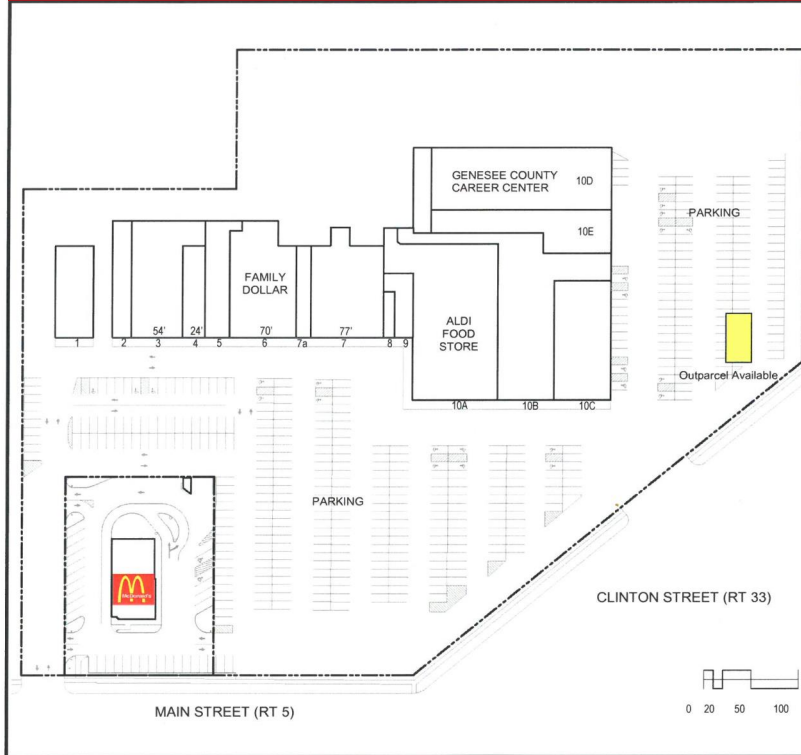 GENESEE COUNTY
CAREER CENTER
10D
PARKING
10E
FAMILY
DOLLAR
ALDI
FOOD
STORE
54'
24'
70'
77'
1
2
3
4
5
6
7a
7
8
9
Outparcel Available
10A
10B
10C
PARKING
McDonald's
CLINTON STREET (RT 33)
MAIN STREET (RT 5)
0
20
50
100